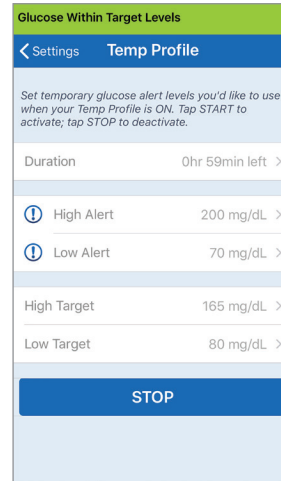 Glucose Within Target Levels
Settings Temp Profile
Set temporary glucose alert levels you'd like to use
when your Temp Profile is ON. Tap START to
activate; tap STOP to deactivate.
Duration 0hr 59min left
High Alert 200 mg/dL
Low Alert 70 mg/dL
High Target 165 mg/dL
Low Target 80 mg/dL
STOP